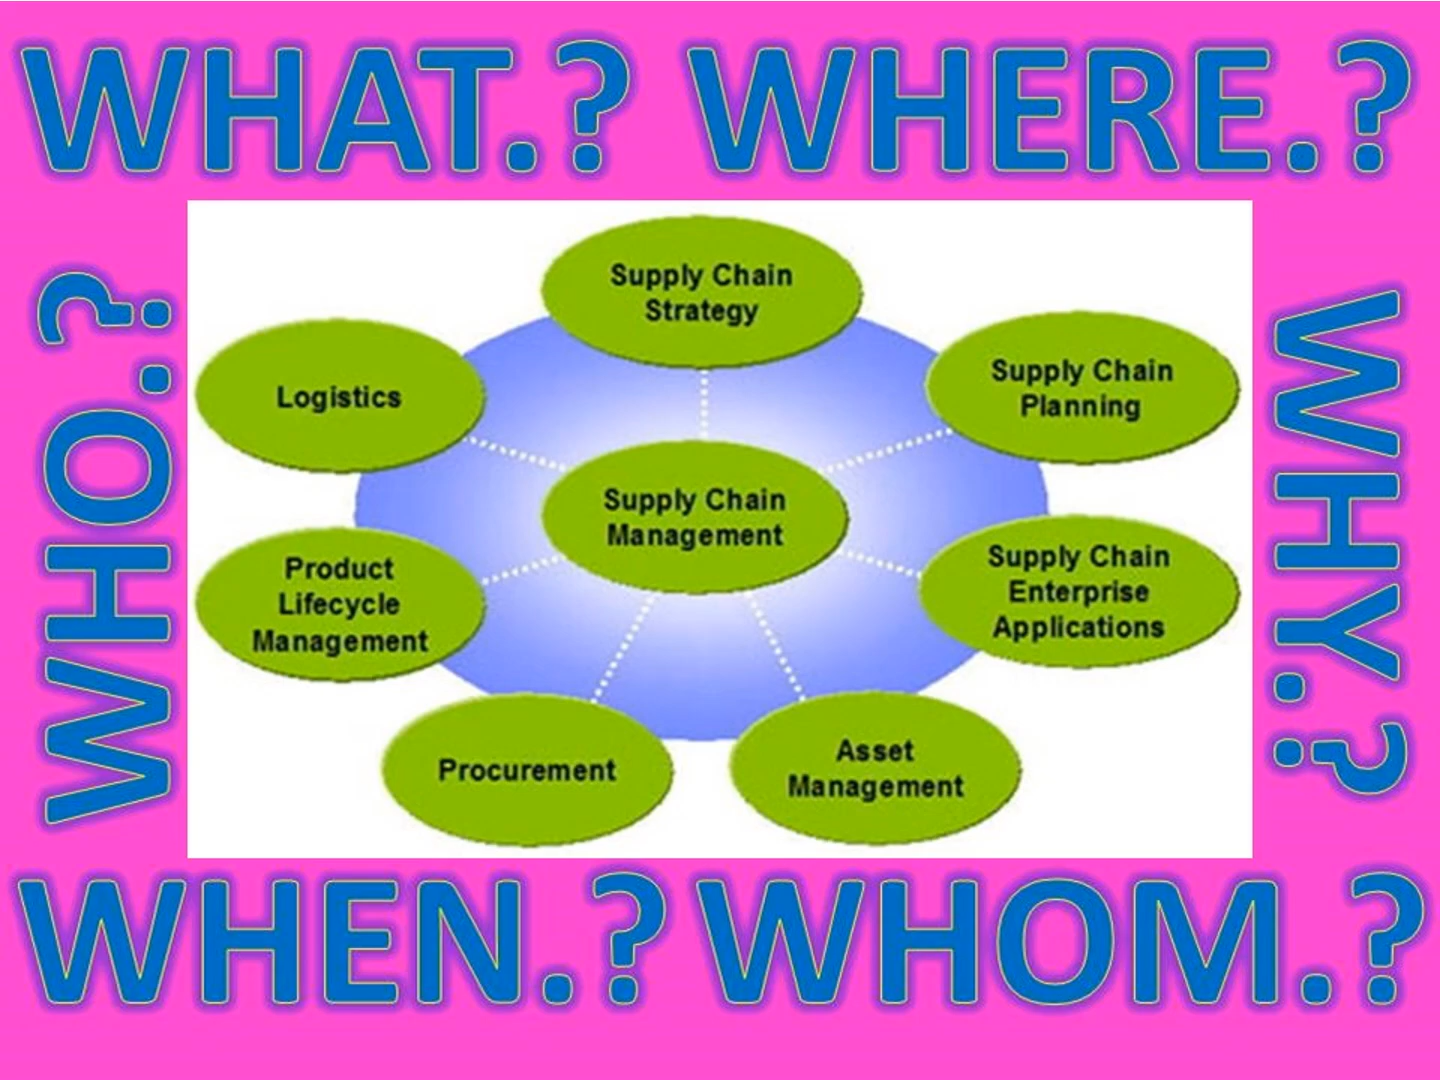 WHAT.? WHERE.?
WHO.?
WHY.?
Supply Chain
Strategy
Logistics
Supply Chain
Planning
Supply Chain
Management
Product
Lifecycle
Management
Supply Chain
Enterprise
Applications
Procurement
Asset
Management
WHEN.? WHOM.?